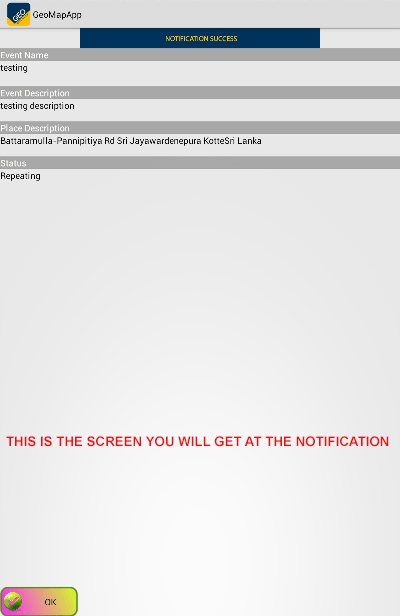 GEO
GeoMapApp
NOTIFICATION SUCCESS
Event Name
testing
Event Description
testing description
Place Description
Battaramulla-Pannipitiya Rd Sri Jayawardenepura KotteSri Lanka
Status
Repeating
THIS IS THE SCREEN YOU WILL GET AT THE NOTIFICATION
OK